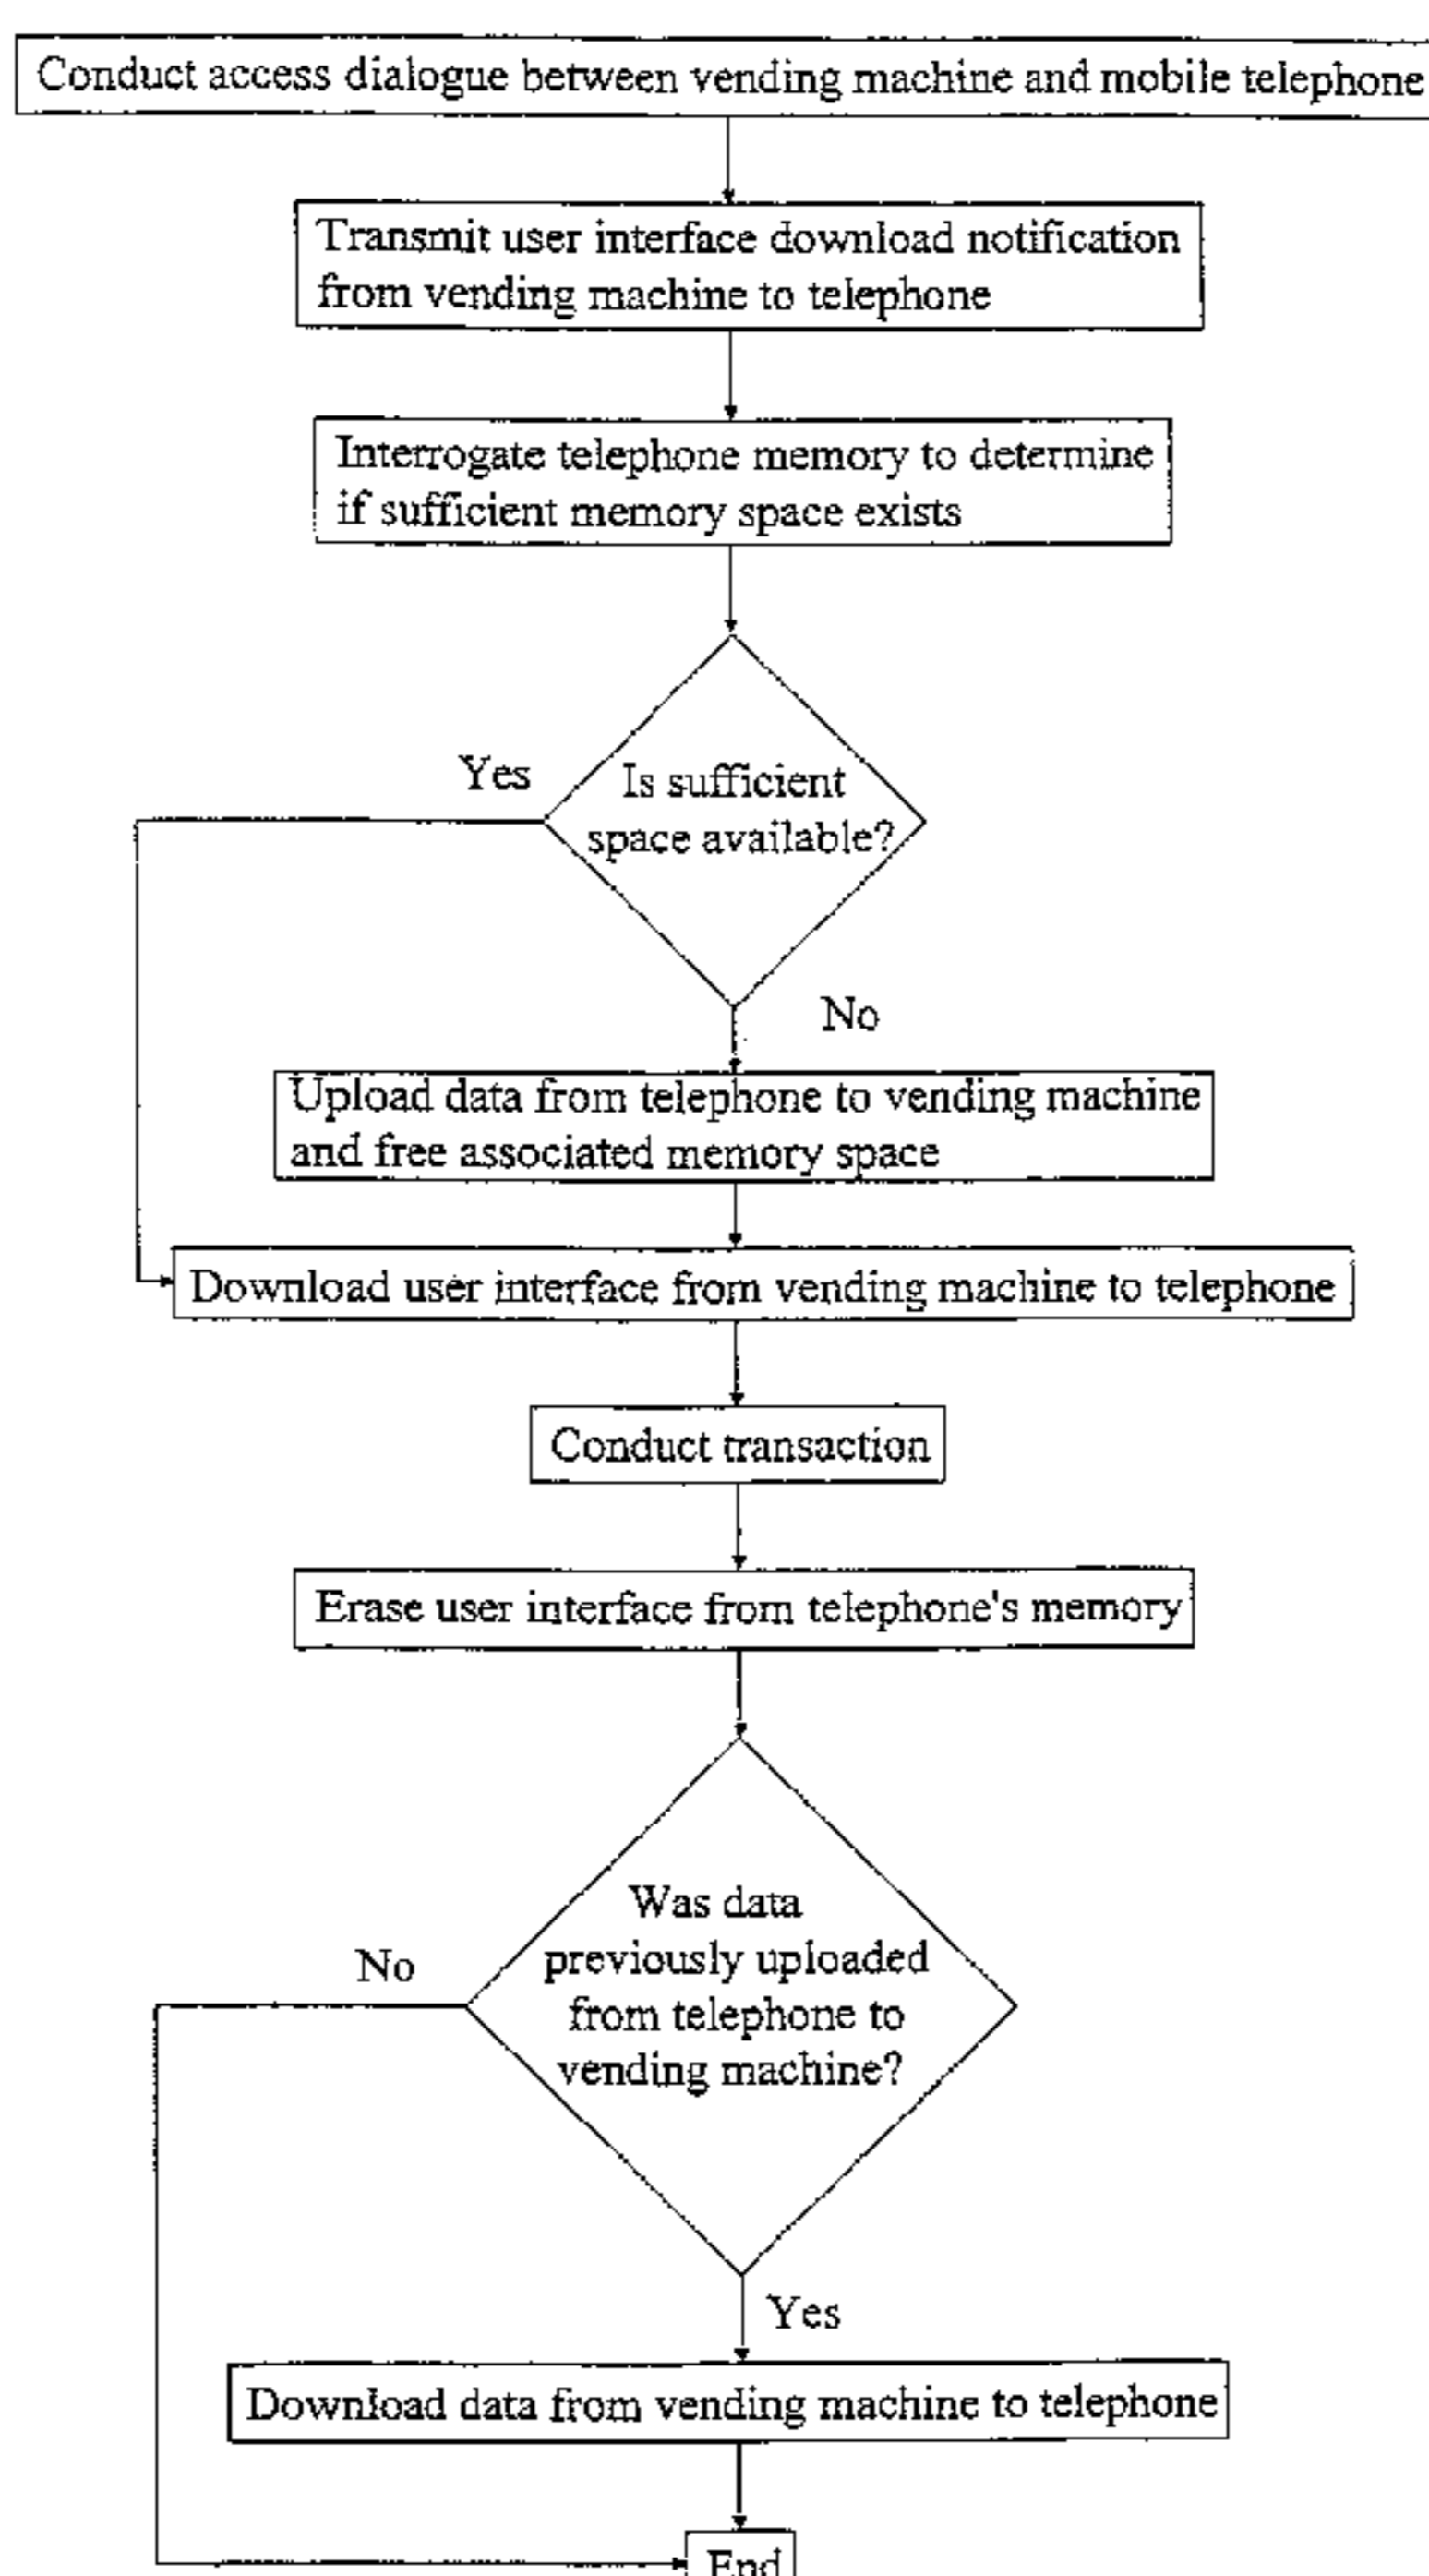 Conduct access dialogue between vending machine and mobile telephone
Transmit user interface download notification
from vending machine to telephone
Interrogate telephone memory to determine
if sufficient memory space exists
Yes
Is sufficient
space available?
No
Upload data from telephone to vending machine
and free associated memory space
Download user interface from vending machine to telephone
Conduct transaction
Erase user interface from telephone's memory
Was data
No
previously uploaded
from telephone to
vending machine?
Yes
Download data from vending machine to telephone
End